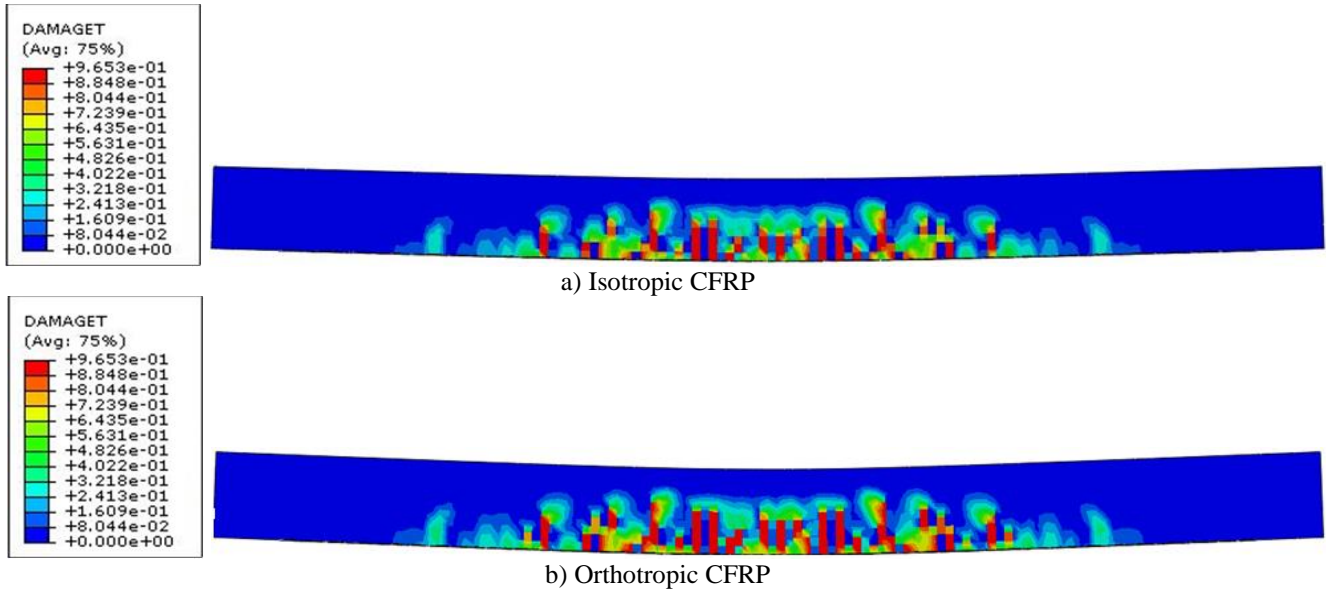 DAMAGET
(Avg: 75%)
+9.653e-01
+8.848e-01
+8.044e-01
+7.239e-01
+6.435e-01
+5.631e-01
+4.826e-01
+4.022e-01
+3.218e-01
+2.413e-01
+1.609e-01
+8.044e-02
+0.000e+00
a) Isotropic CFRP
DAMAGET
(Avg: 75%)
+9.653e-01
+8.848e-01
+8.044e-01
+7.239e-01
+6.435e-01
+5.631e-01
+4.826e-01
+4.022e-01
+3.218e-01
+2.413e-01
+1.609e-01
+8.044e-02
+0.000e+00
b) Orthotropic CFRP